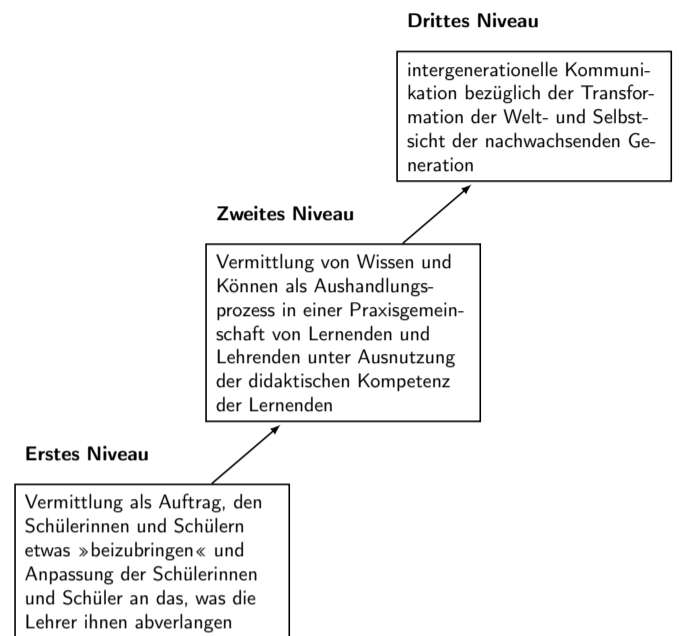 Drittes Niveau
intergenerationelle Kommuni-
kation bezüglich der Transfor-
mation der Welt- und Selbst-
sicht der nachwachsenden Ge-
neration
Zweites Niveau
Vermittlung von Wissen und
Können als Aushandlungs-
prozess in einer Praxisgemein-
schaft von Lernenden und
Lehrenden unter Ausnutzung
der didaktischen Kompetenz
der Lernenden
Erstes Niveau
Vermittlung als Auftrag, den
Schülerinnen und Schülern
etwas »beizubringen« und
Anpassung der Schülerinnen
und Schüler an das, was die
Lehrer ihnen abverlangen